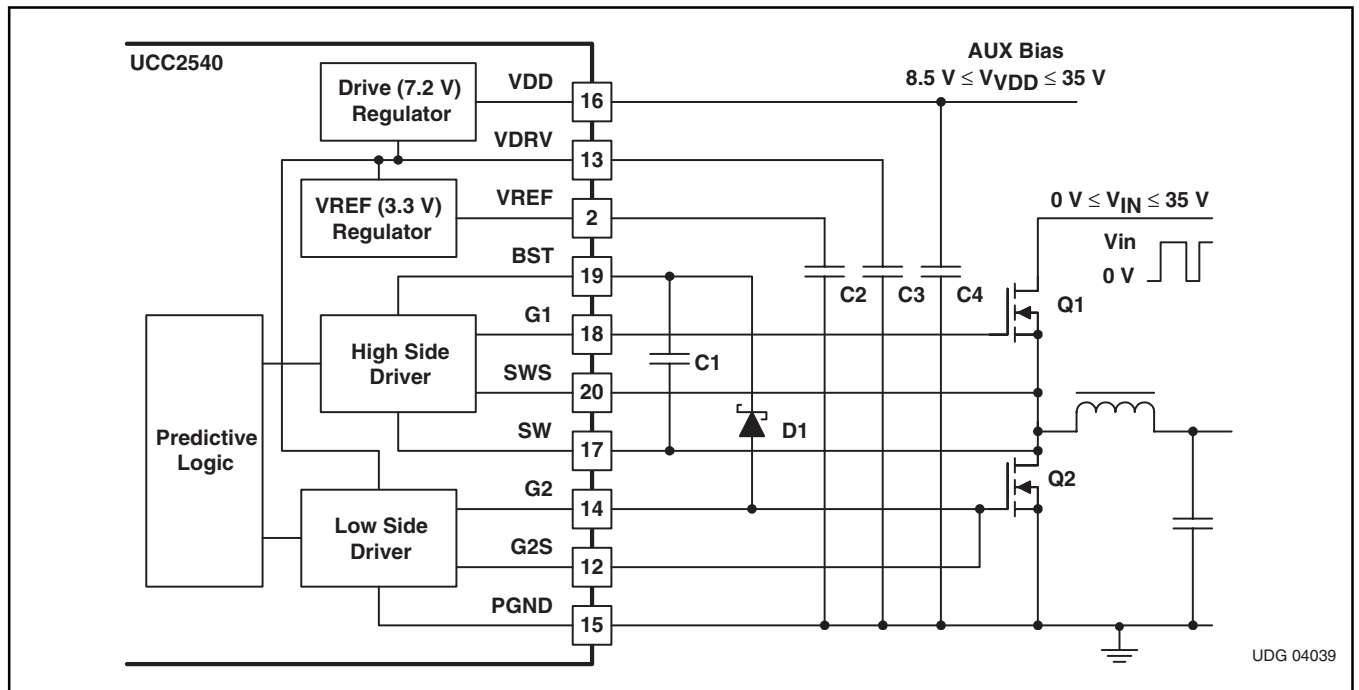 UCC2540
AUX Bias
8.5 V ≤ VVDD ≤ 35 V
Drive (7.2 V)
Regulator
VDD
16
VDRV
13
VREF (3.3 V)
Regulator
VREF
2
0 V ≤ VIN ≤ 35 V
Vin
0 V
BST
19
C2
C3
C4
Q1
G1
18
High Side
Driver
C1
SWS
20
Predictive
Logic
SW
17
D1
Q2
G2
14
Low Side
Driver
G2S
12
PGND
15
UDG 04039